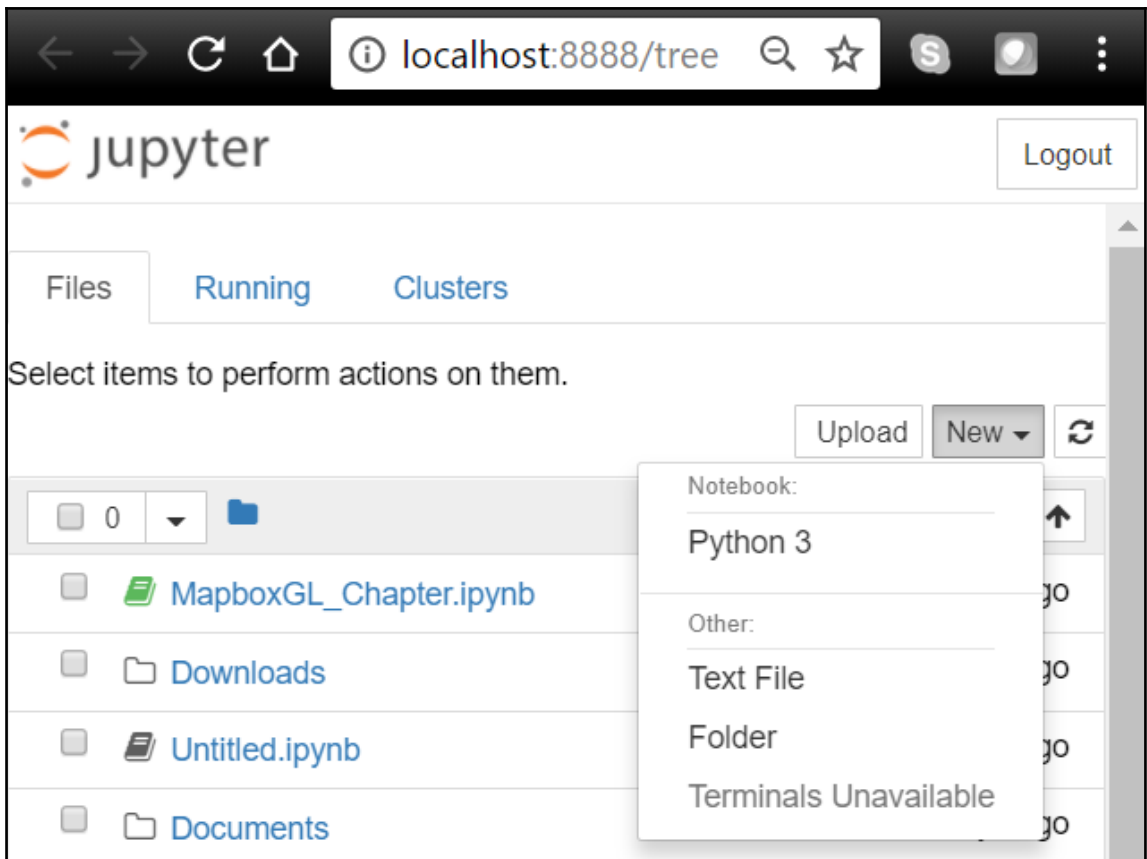 localhost:8888/tree
jupyter
Logout
Files Running Clusters
Select items to perform actions on them.
Upload New
Notebook:
0
Python 3
MapboxGL_Chapter.ipynb
Other:
Downloads
Text File
Untitled.ipynb
Folder
Terminals Unavailable
Documents